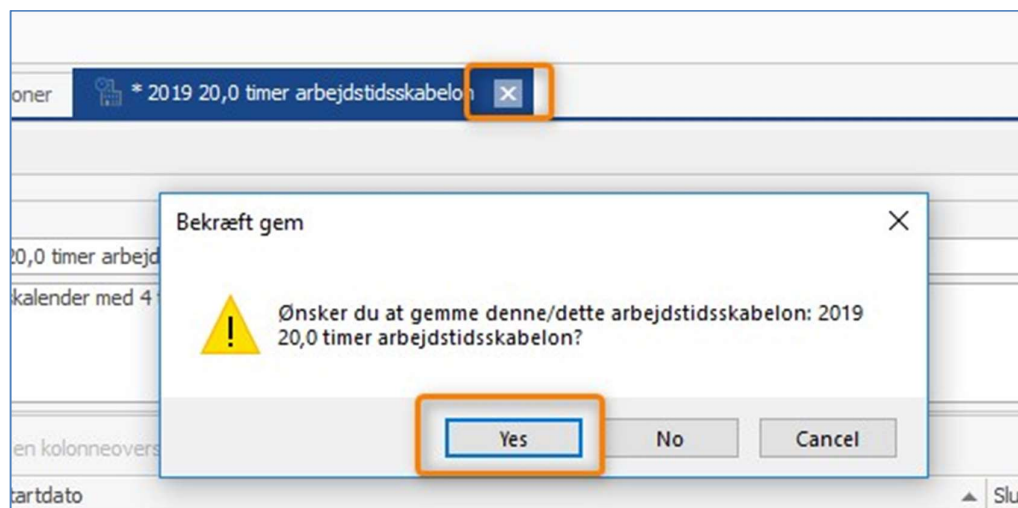 oner
* 2019 20,0 timer arbejdstidsskabelon
Bekræft gem
20,0 timer arbejd
skalender med 4
Ønsker du at gemme denne/dette arbejdstidsskabelon: 2019
20,0 timer arbejdstidsskabelon?
Yes No Cancel
en kolonneovers
tartdato Slu